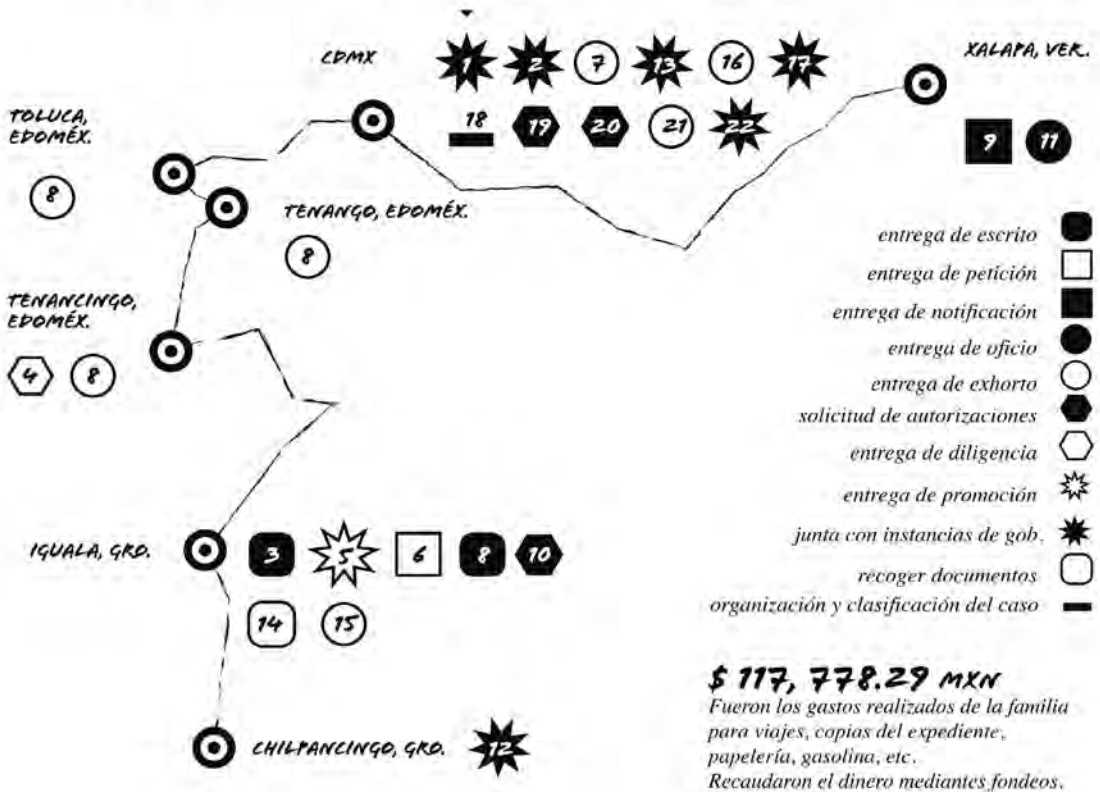 CDMX
1 2 7 13 16 17
18 19 20 21 22
XALAPA, VER.
9 11
TOLUCA,
EDOMÉX.
8
TENANGO, EDOMÉX.
8
TENANCINGO,
EDOMÉX.
4 8
IGUALA, GRO.
3 5 6 8 10
14 15
CHILPANCINGO, GRO.
12
entrega de escrito
entrega de petición
entrega de notificación
entrega de oficio
entrega de exhorto
solicitud de autorizaciones
entrega de diligencia
entrega de promoción
junta con instancias de gob.
recoger documentos
organización y clasificación del caso
$ 117, 778.29 MXN
Fueron los gastos realizados de la familia
para viajes, copias del expediente,
papelería, gasolina, etc.
Recaudaron el dinero mediantes fondeos.